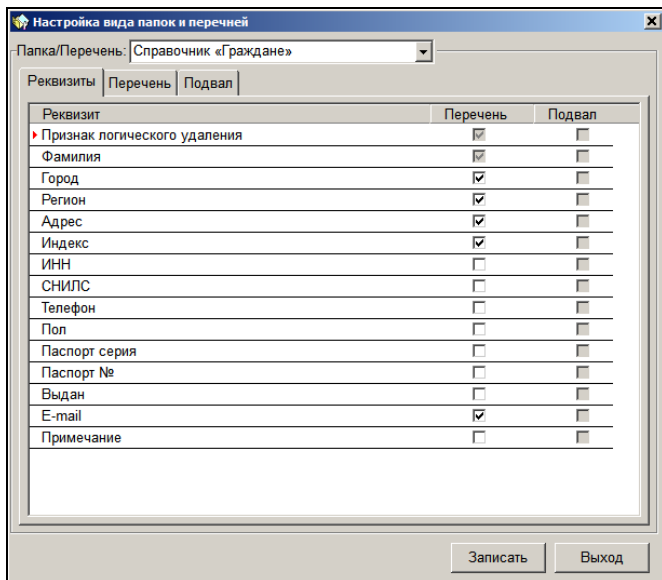 Настройка вида папок и перечней
Папка/Перечень: Справочник «Граждане»
Реквизиты Перечень Подвал
Реквизит Перечень Подвал
Признак логического удаления
Фамилия
Город
Регион
Адрес
Индекс
ИНН
СНИЛС
Телефон
Пол
Паспорт серия
Паспорт №
Выдан
E-mail
Примечание
Записать Выход